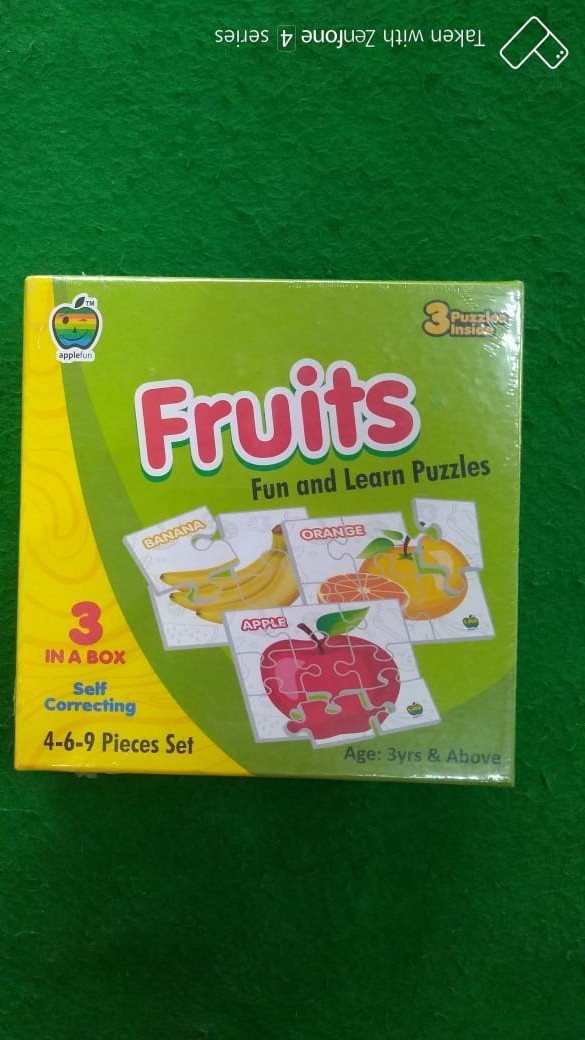 Taken with Zenfone 4 series
TM
applefun
3 Puzzles
Inside
Fruits
Fun and Learn Puzzles
BANANA
ORANGE
APPLE
3
IN A BOX
Self
Correcting
4-6-9 Pieces Set
Age: 3yrs & Above